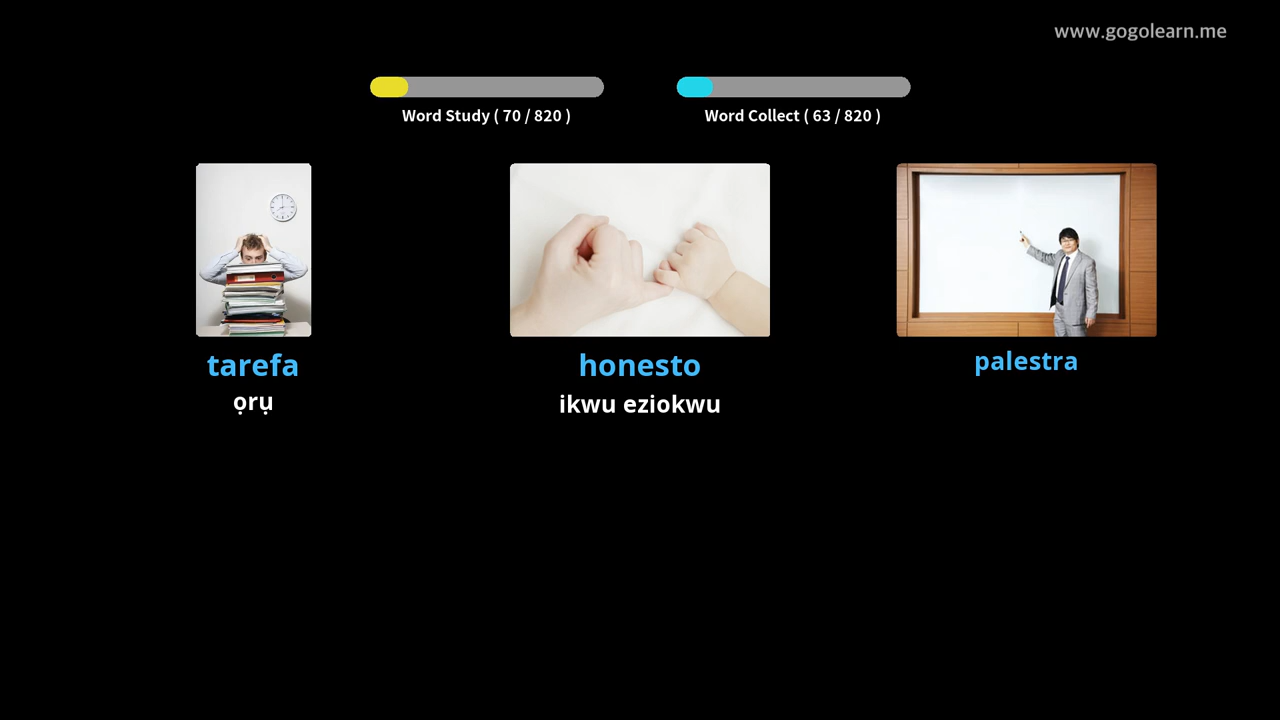 www.gogolearn.me
Word Study ( 70 / 820 )
Word Collect ( 63 / 820 )
tarefa
ọrụ
honesto
ikwu eziokwu
palestra